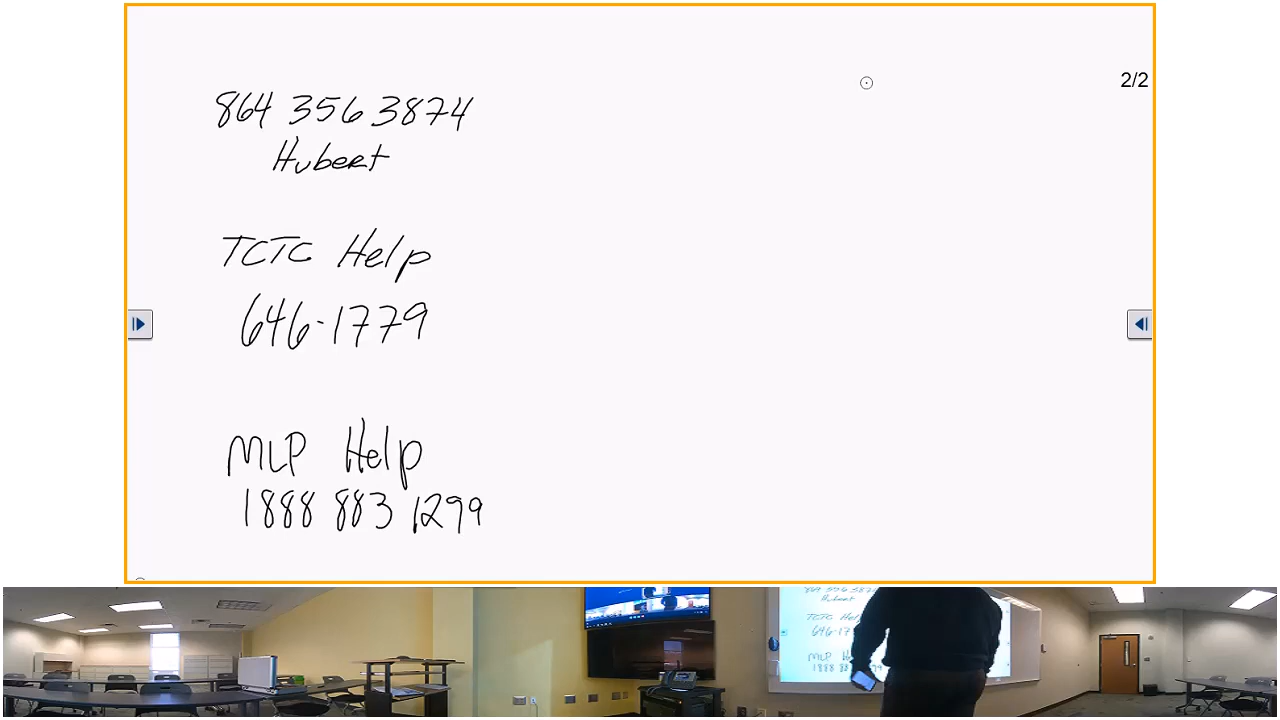 2/2
864 356 3874
Hubert
TCTC Help
646-1779
MLP Help
1888 883 1299